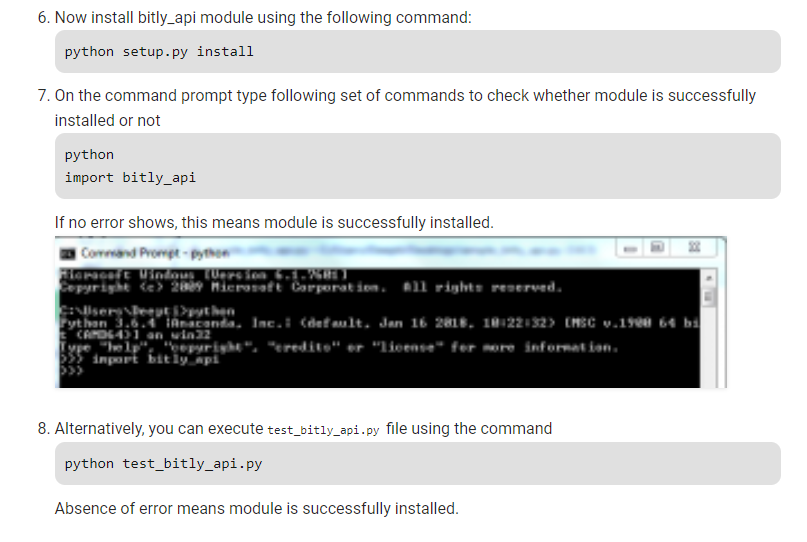 6. Now install bitly_api module using the following command:
python setup.py install
7. On the command prompt type following set of commands to check whether module is successfully
installed or not
python
import bitly_api
If no error shows, this means module is successfully installed.
Command Prompt - python
Microsoft Windows [Version 6.1.7601]
Copyright (c) 2009 Microsoft Corporation. All rights reserved.
C:\Users\Deepti>python
Python 3.6.4 |Anaconda, Inc.| (default, Jan 16 2018, 10:22:32) [MSC v.1900 64 bi
t (AMD64)] on win32
Type "help", "copyright", "credits" or "license" for more information.
>>> import bitly_api
>>>
8. Alternatively, you can execute test_bitly_api.py file using the command
python test_bitly_api.py
Absence of error means module is successfully installed.